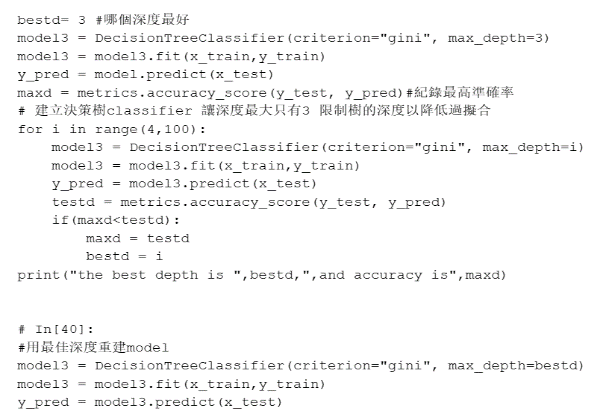 bestd= 3 #哪個深度最好
model3 = DecisionTreeClassifier(criterion="gini", max_depth=3)
model3 = model3.fit(x_train,y_train)
y_pred = model.predict(x_test)
maxd = metrics.accuracy_score(y_test, y_pred)#紀錄最高準確率
# 建立決策樹classifier 讓深度最大只有3 限制樹的深度以降低過擬合
for i in range(4,100):
    model3 = DecisionTreeClassifier(criterion="gini", max_depth=i)
    model3 = model3.fit(x_train,y_train)
    y_pred = model3.predict(x_test)
    testd = metrics.accuracy_score(y_test, y_pred)
    if(maxd<testd):
        maxd = testd
        bestd = i
print("the best depth is ",bestd,",and accuracy is",maxd)
# In[40]:
#用最佳深度重建model
model3 = DecisionTreeClassifier(criterion="gini", max_depth=bestd)
model3 = model3.fit(x_train,y_train)
y_pred = model3.predict(x_test)